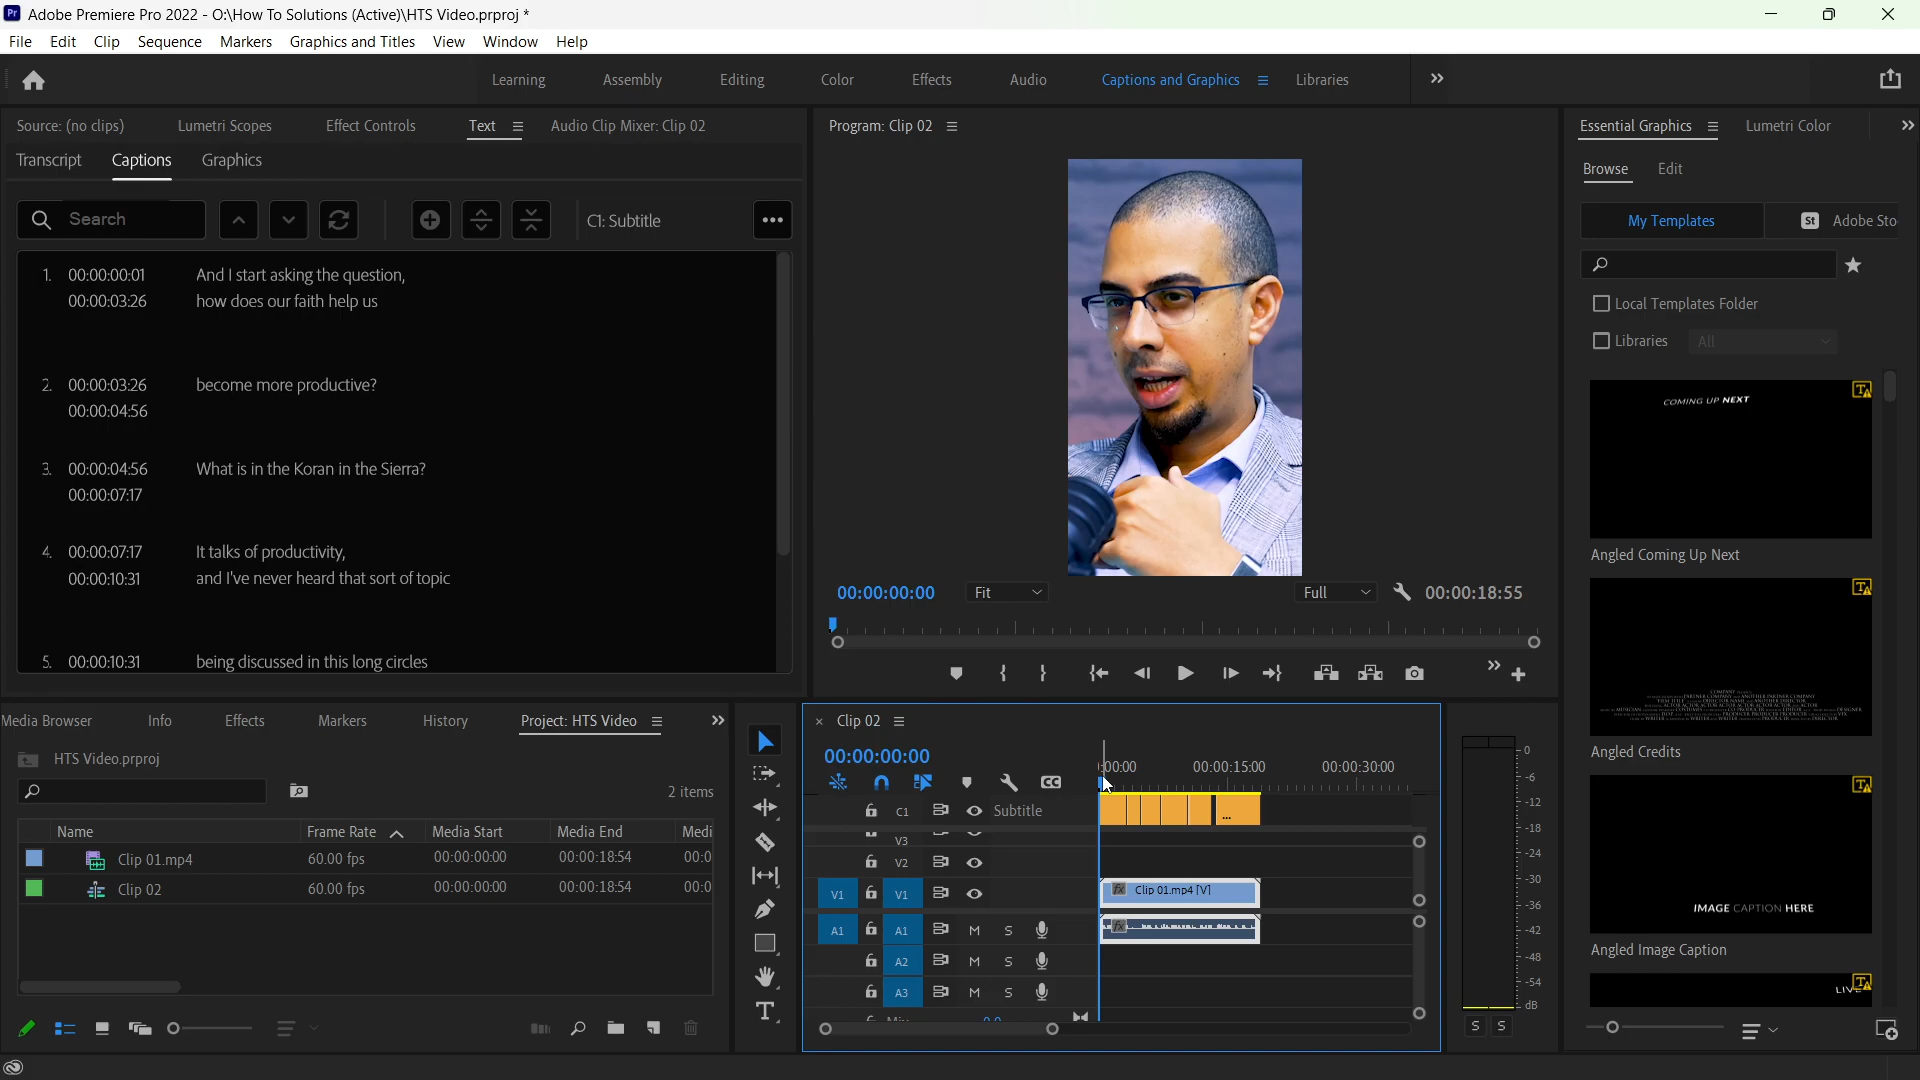 Pr Adobe Premiere Pro 2022 - O:\How To Solutions (Active)\HTS Video.prproj *
File Edit Clip Sequence Markers Graphics and Titles View Window Help
Learning Assembly Editing Color Effects Audio Captions and Graphics Libraries
Source: (no clips) Lumetri Scopes Effect Controls Text Audio Clip Mixer: Clip 02
Transcript Captions Graphics
Search C1: Subtitle
1. 00:00:00:01 And I start asking the question,
00:00:03:26 how does our faith help us
2. 00:00:03:26 become more productive?
00:00:04:56
3. 00:00:04:56 What is in the Koran in the Sierra?
00:00:07:17
4. 00:00:07:17 It talks of productivity,
00:00:10:31 and I've never heard that sort of topic
5. 00:00:10:31 being discussed in this long circles
Program: Clip 02
00:00:00:00 Fit Full 00:00:18:55
Essential Graphics Lumetri Color
Browse Edit
My Templates St Adobe Sto
Local Templates Folder
Libraries All
COMING UP NEXT
Angled Coming Up Next
Angled Credits
IMAGE CAPTION HERE
Angled Image Caption
LIVE
Media Browser Info Effects Markers History Project: HTS Video
HTS Video.prproj
2 items
Name Frame Rate Media Start Media End Medi
Clip 01.mp4 60.00 fps 00:00:00:00 00:00:18:54 00:0
Clip 02 60.00 fps 00:00:00:00 00:00:18:54 00:0
Clip 02
00:00:00:00
:00:00 00:00:15:00 00:00:30:00
CC
C1 Subtitle ...
V3
V2
V1 V1 fx Clip 01.mp4 [V]
A1 A1 M S fx
A2 M S
A3 M S
0
-6
-12
-18
-24
-30
-36
-42
-48
-54
dB
S S